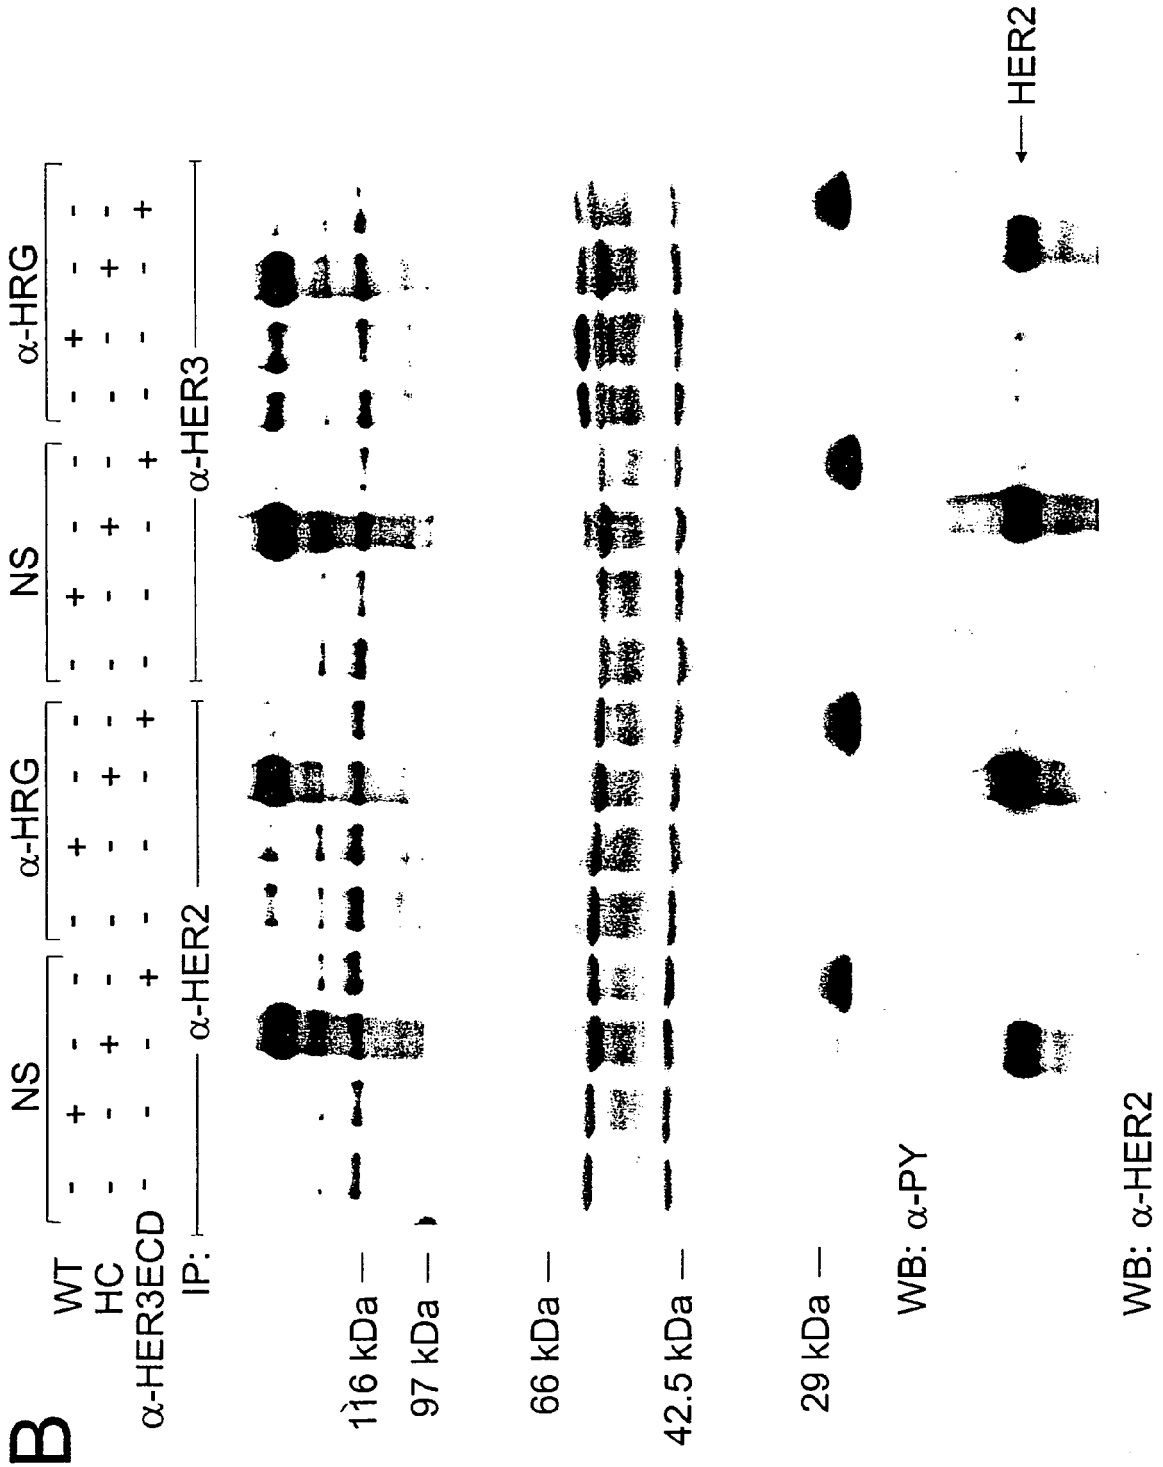 B
NS α-HRG NS α-HRG
WT - + - - - + - - - + - - - + - -
HC - - + - - - + - - - + - - - + -
α-HER3ECD - - - + - - - + - - - + - - - +
IP: α-HER2 α-HER3
116 kDa —
97 kDa —
66 kDa —
42.5 kDa —
29 kDa —
WB: α-PY
← HER2
WB: α-HER2